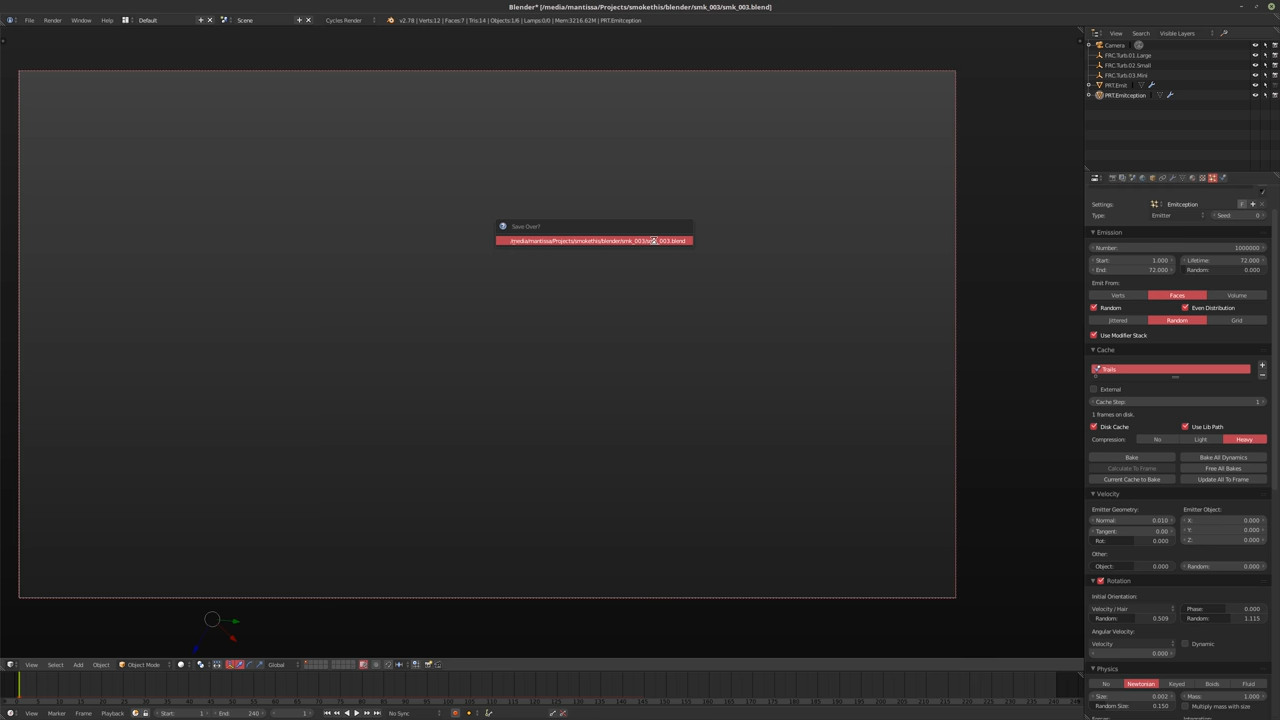 Blender* [/media/mantissa/Projects/smokethis/blender/smk_003/smk_003.blend]
File Render Window Help Default Scene Cycles Render v2.78 | Verts:12 | Faces:7 | Tris:14 | Objects:1/6 | Lamps:0/0 | Mem:3216.62M | PRT.Emitception
View Search Visible Layers
Camera
FRC.Turb.01.Large
FRC.Turb.02.Small
FRC.Turb.03.Mini
PRT.Emit
PRT.Emitception
Settings: Emitception F
Type: Emitter Seed: 0
Emission
Number: 1000000
Start: 1.000 Lifetime: 72.000
End: 72.000 Random: 0.000
Emit From:
Verts Faces Volume
Random Even Distribution
Jittered Random Grid
Use Modifier Stack
Cache
Trails
External
Cache Step: 1
1 frames on disk.
Disk Cache Use Lib Path
Compression: No Light Heavy
Bake Bake All Dynamics
Calculate To Frame Free All Bakes
Current Cache to Bake Update All To Frame
Velocity
Emitter Geometry: Emitter Object:
Normal: 0.010 X: 0.000
Tangent: 0.00 Y: 0.000
Rot: 0.000 Z: 0.000
Other:
Object: 0.000 Random: 0.000
Rotation
Initial Orientation:
Velocity / Hair Phase: 0.000
Random: 0.509 Random: 1.115
Angular Velocity:
Velocity Dynamic
0.000
Physics
No Newtonian Keyed Boids Fluid
Size: 0.002 Mass: 1.000
Random Size: 0.150 Multiply mass with size
Save Over?
/media/mantissa/Projects/smokethis/blender/smk_003/smk_003.blend
View Select Add Object Object Mode Global
View Marker Frame Playback Start: 1 End: 240 1 No Sync